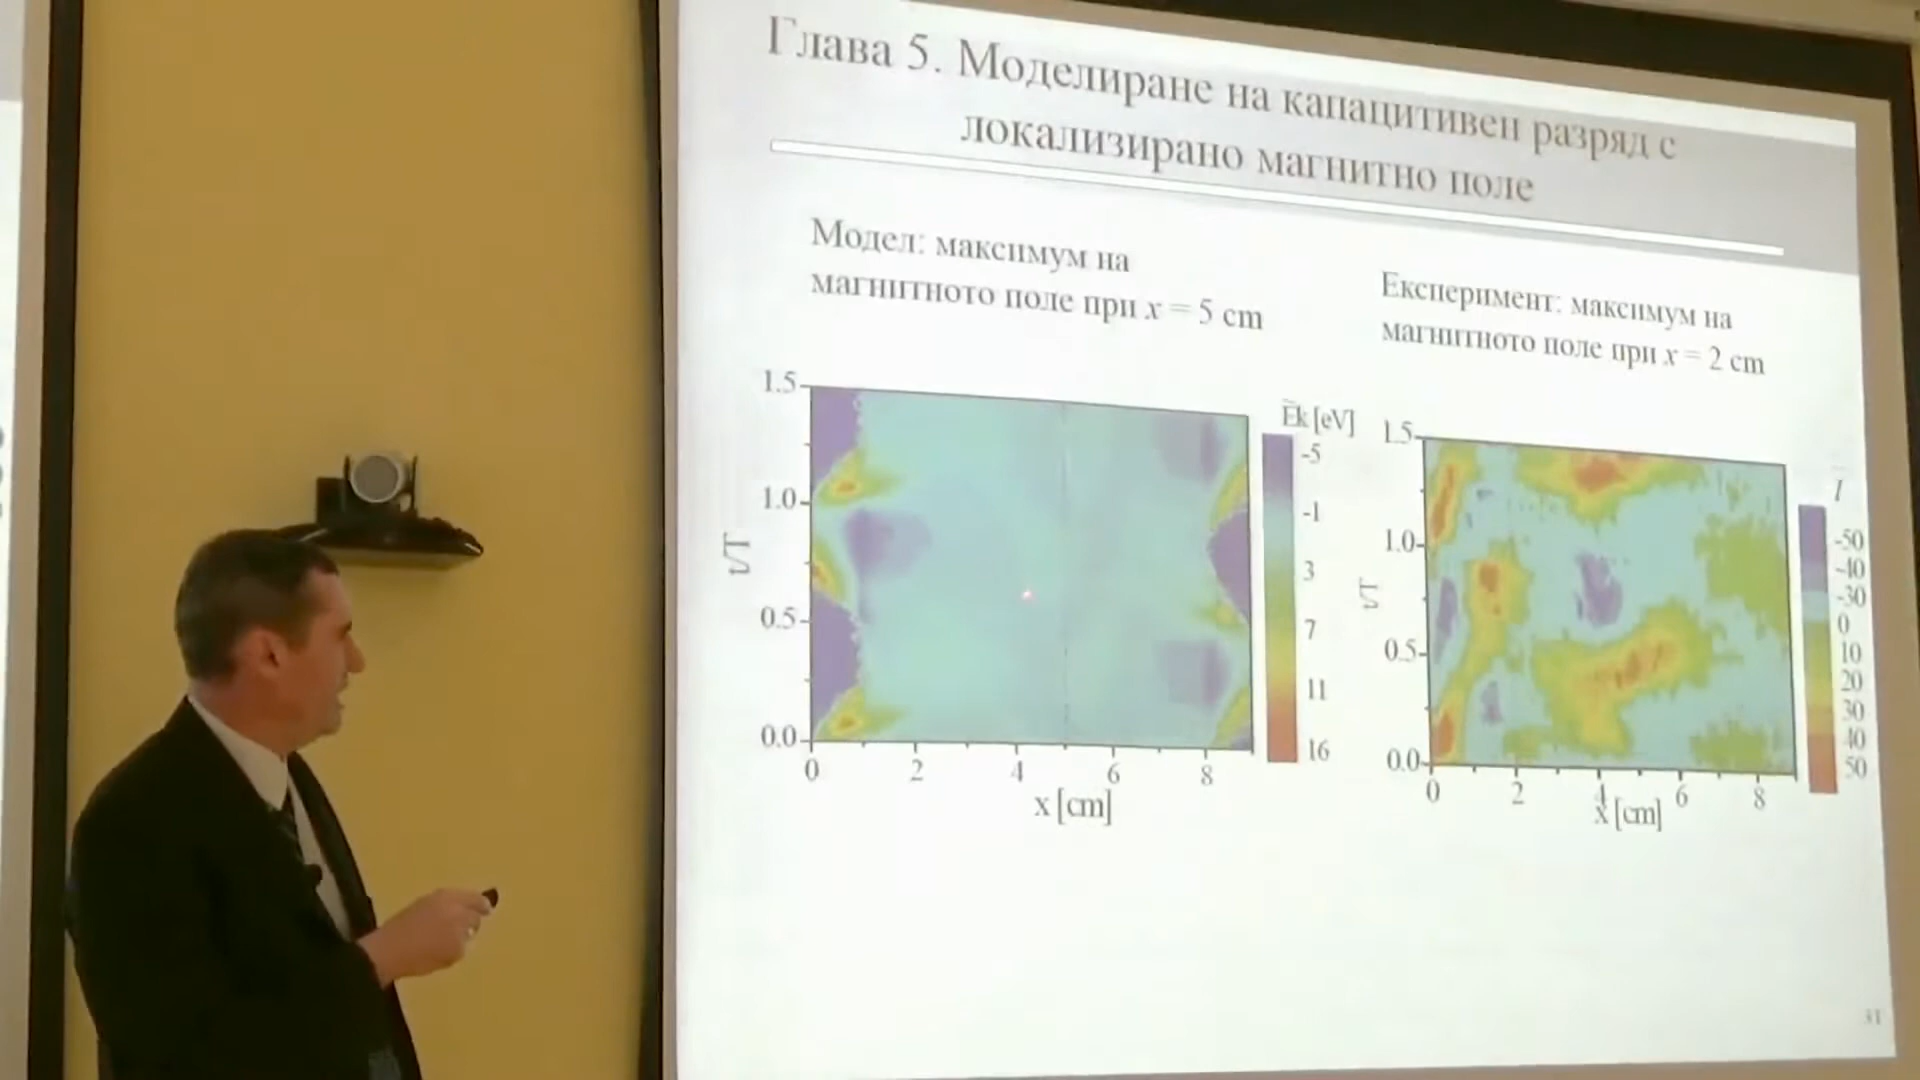 Глава 5. Моделиране на капацитивен разряд с
локализирано магнитно поле
Модел: максимум на
магнитното поле при x = 5 cm
Експеримент: максимум на
магнитното поле при x = 2 cm
1.5
1.0
0.5
0.0
t/T
0 2 4 6 8
x [cm]
Ek [eV]
-5
-1
3
7
11
16
1.5
1.0
0.5
0.0
t/T
0 2 4 6 8
x [cm]
I
-50
-40
-30
0
10
20
30
40
50